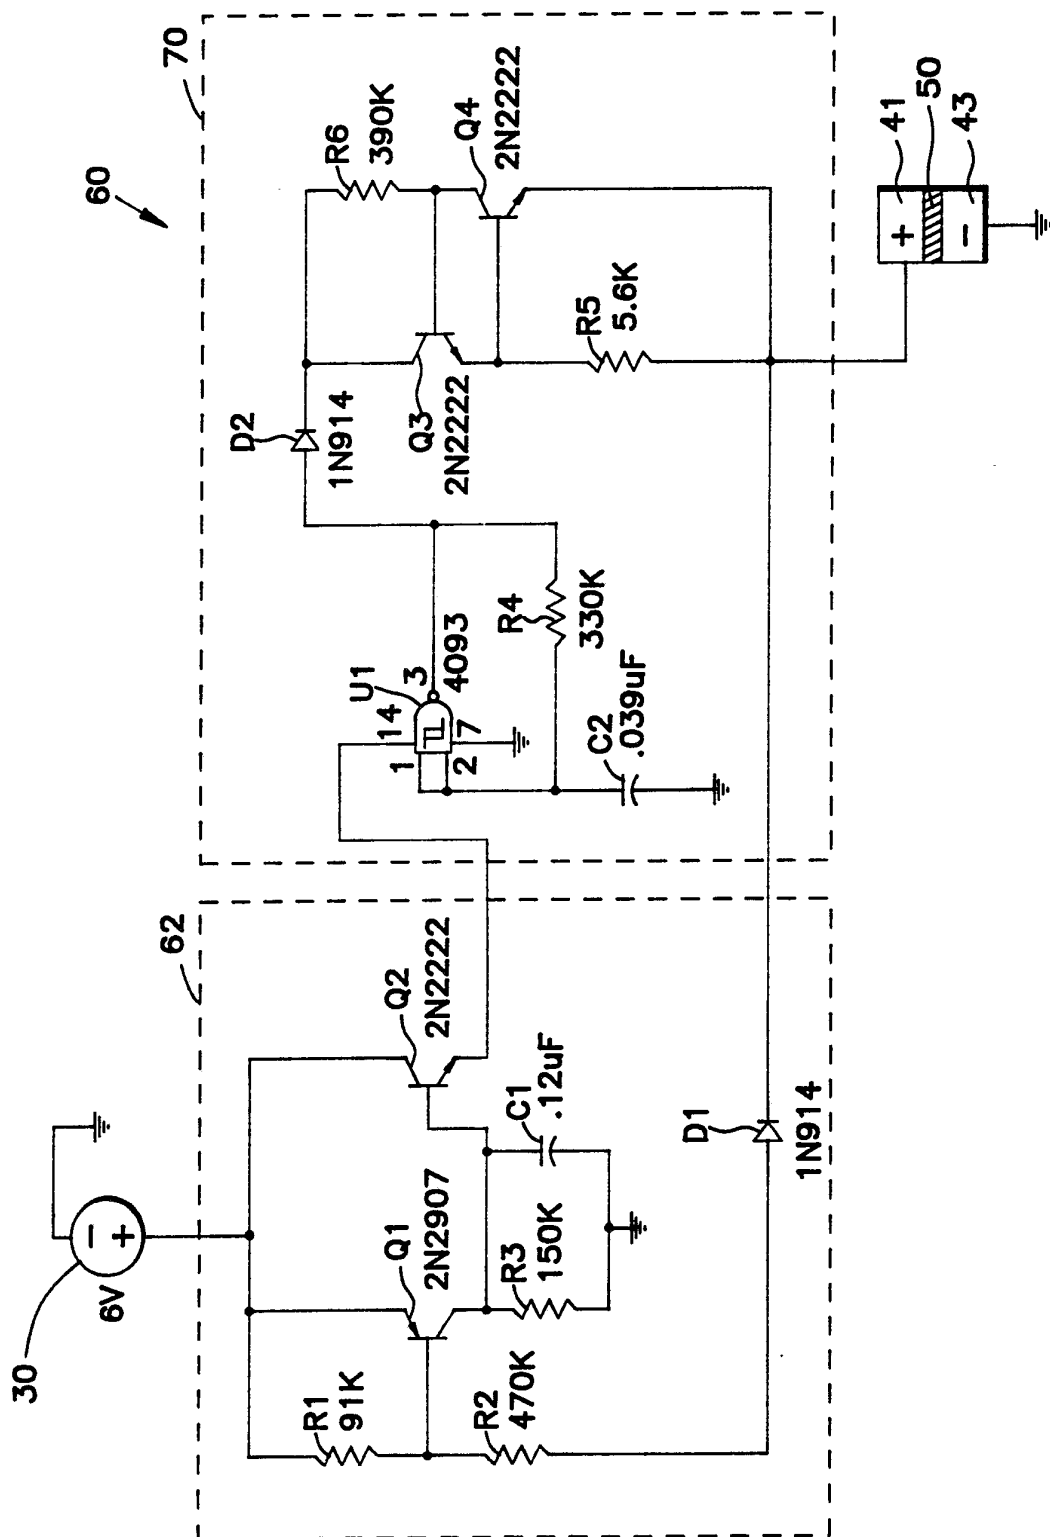 60
70
62
30
6V
R1
91K
R2
470K
Q1
2N2907
R3
150K
C1
.12uF
Q2
2N2222
D1
1N914
U1
14
1
2
3
7
4093
C2
.039uF
R4
330K
D2
1N914
Q3
2N2222
R5
5.6K
R6
390K
Q4
2N2222
+
−
41
50
43
−
+